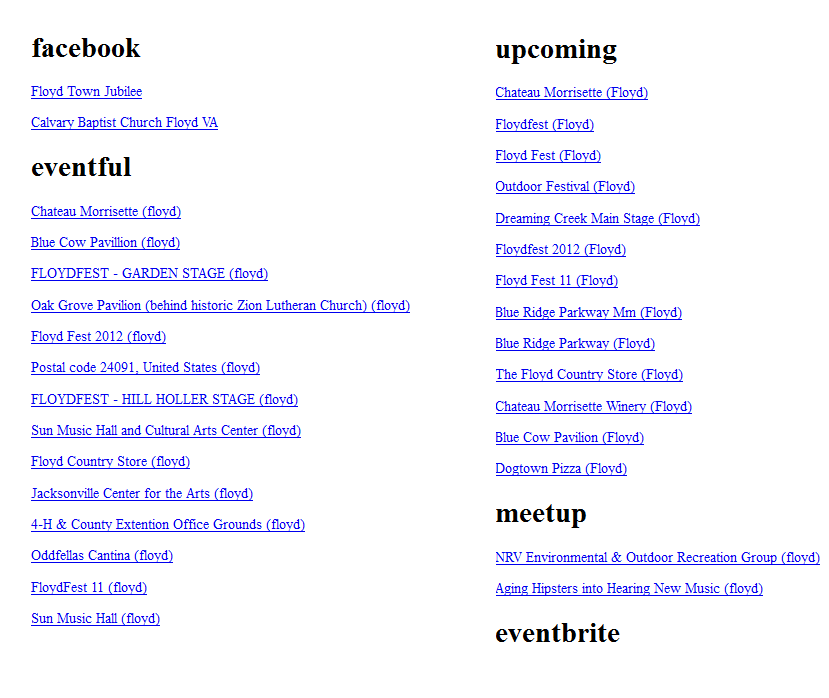 facebook
Floyd Town Jubilee
Calvary Baptist Church Floyd VA
eventful
Chateau Morrisette (floyd)
Blue Cow Pavillion (floyd)
FLOYDFEST - GARDEN STAGE (floyd)
Oak Grove Pavilion (behind historic Zion Lutheran Church) (floyd)
Floyd Fest 2012 (floyd)
Postal code 24091, United States (floyd)
FLOYDFEST - HILL HOLLER STAGE (floyd)
Sun Music Hall and Cultural Arts Center (floyd)
Floyd Country Store (floyd)
Jacksonville Center for the Arts (floyd)
4-H & County Extention Office Grounds (floyd)
Oddfellas Cantina (floyd)
FloydFest 11 (floyd)
Sun Music Hall (floyd)
upcoming
Chateau Morrisette (Floyd)
Floydfest (Floyd)
Floyd Fest (Floyd)
Outdoor Festival (Floyd)
Dreaming Creek Main Stage (Floyd)
Floydfest 2012 (Floyd)
Floyd Fest 11 (Floyd)
Blue Ridge Parkway Mm (Floyd)
Blue Ridge Parkway (Floyd)
The Floyd Country Store (Floyd)
Chateau Morrisette Winery (Floyd)
Blue Cow Pavilion (Floyd)
Dogtown Pizza (Floyd)
meetup
NRV Environmental & Outdoor Recreation Group (floyd)
Aging Hipsters into Hearing New Music (floyd)
eventbrite